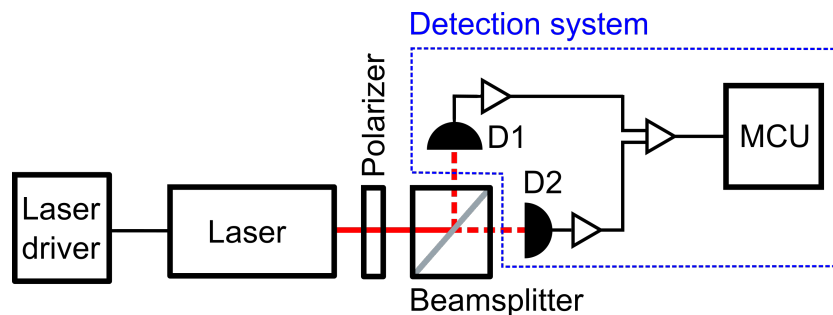 Detection system
Polarizer
D1
MCU
D2
Laser
driver
Laser
Beamsplitter